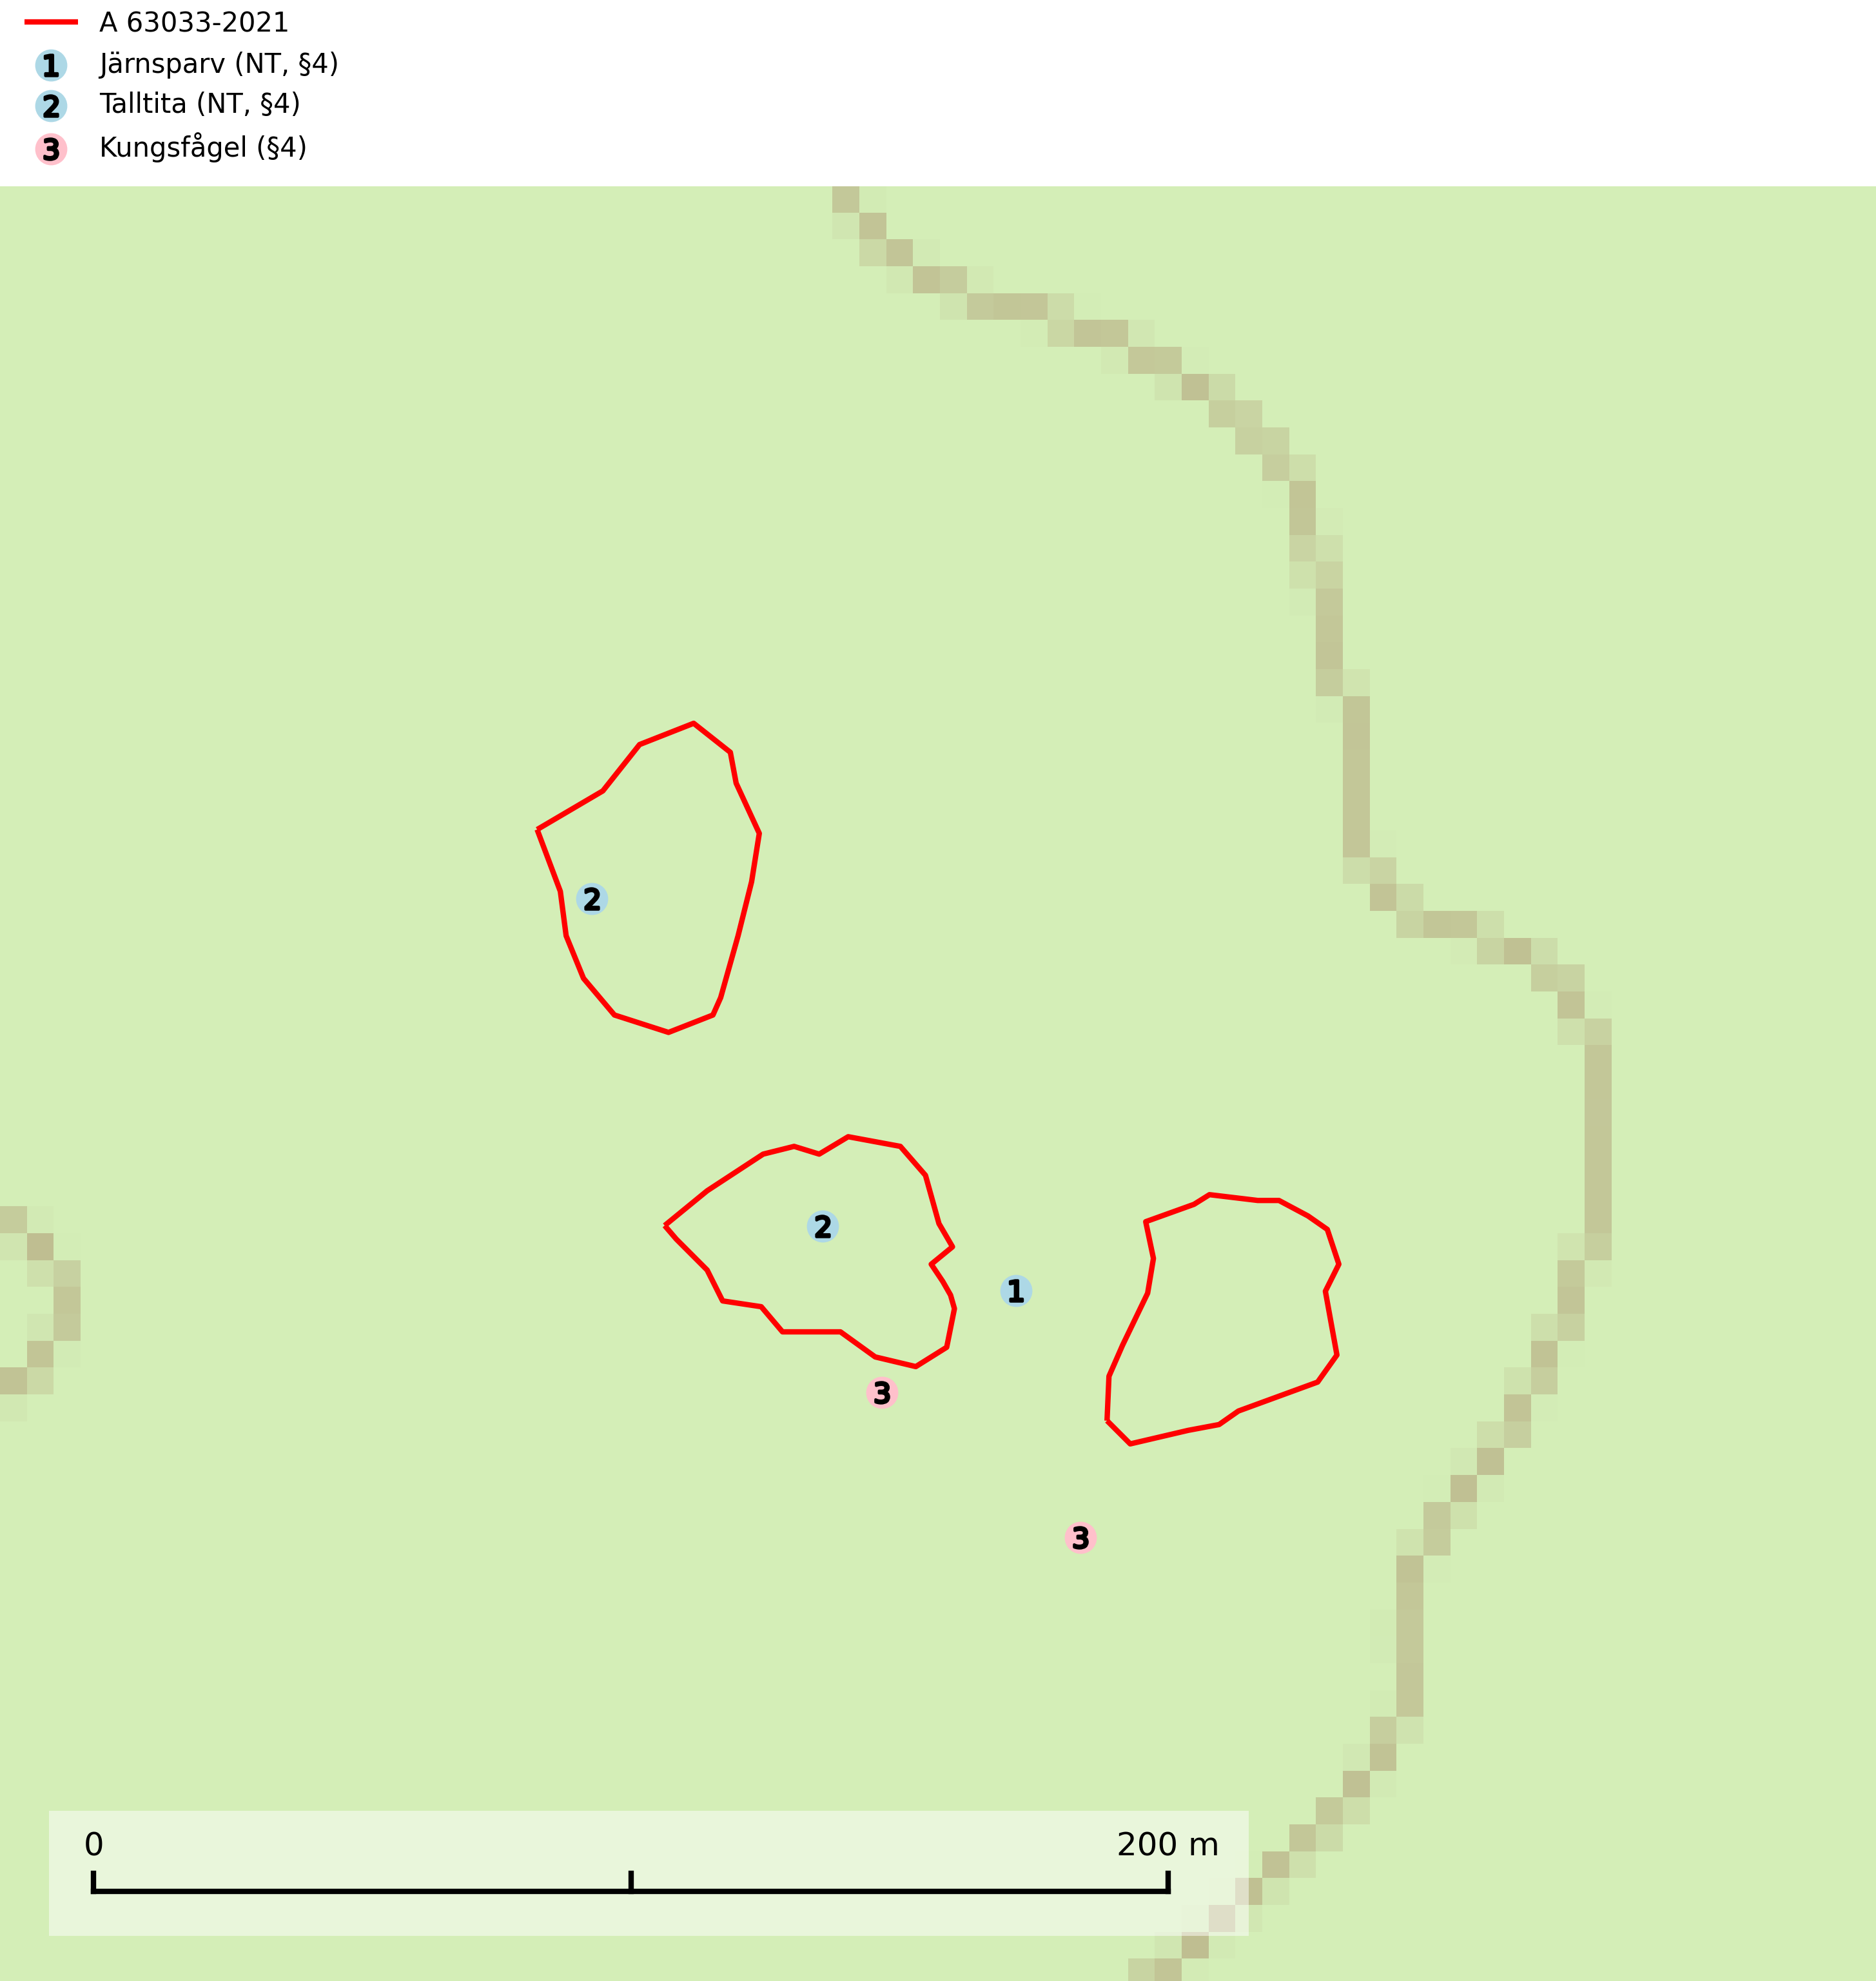 A 63033-2021
1 Järnsparv (NT, §4)
2 Talltita (NT, §4)
3 Kungsfågel (§4)
2
2
1
3
3
0 200 m